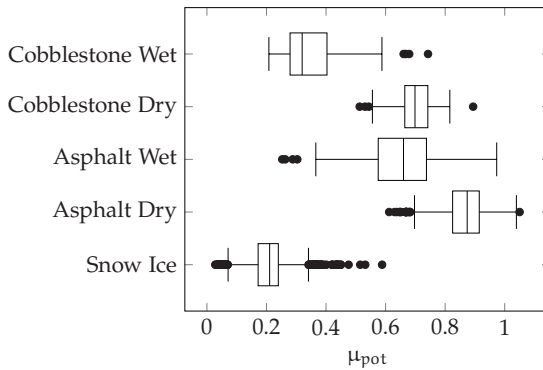 Cobblestone Wet
Cobblestone Dry
Asphalt Wet
Asphalt Dry
Snow Ice
0 0.2 0.4 0.6 0.8 1
μpot